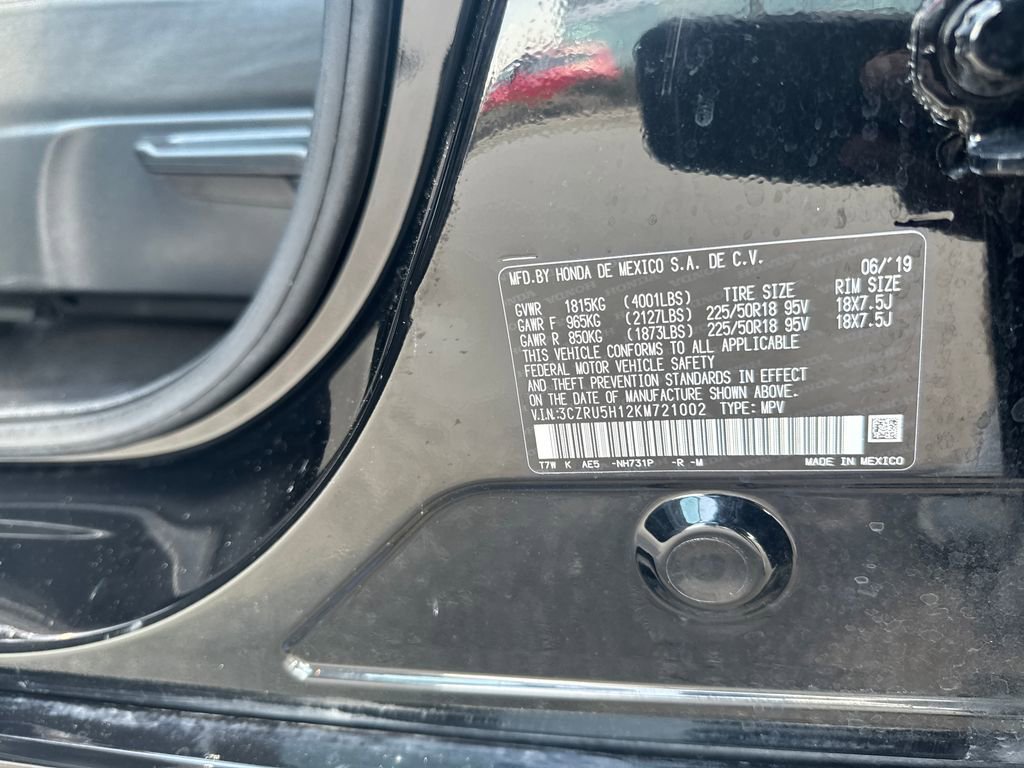 MFD.BY HONDA DE MEXICO S.A. DE C.V. 06/'19
GVWR 1815KG (4001LBS) TIRE SIZE RIM SIZE
GAWR F 965KG (2127LBS) 225/50R18 95V 18X7.5J
GAWR R 850KG (1873LBS) 225/50R18 95V 18X7.5J
THIS VEHICLE CONFORMS TO ALL APPLICABLE
FEDERAL MOTOR VEHICLE SAFETY
AND THEFT PREVENTION STANDARDS IN EFFECT
ON THE DATE OF MANUFACTURE SHOWN ABOVE.
V.I.N.:3CZRU5H12KM721002 TYPE: MPV
T7W K AE5 -NH731P -R -M MADE IN MEXICO